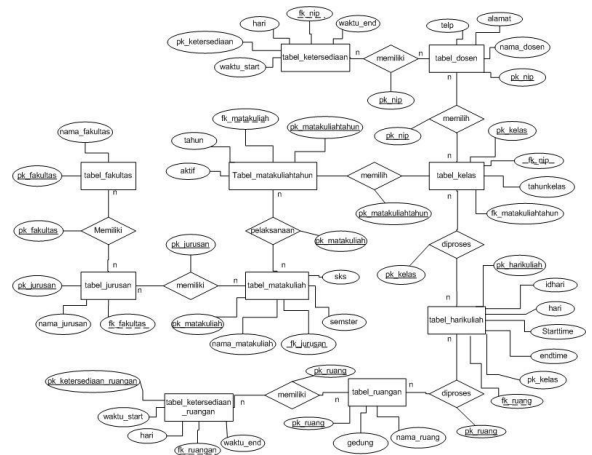 fk_nip
hari
waktu_end
pk_ketersediaan
waktu_start
tabel_ketersediaan
n
memiliki
n
pk_nip
telp
alamat
nama_dosen
pk_nip
tabel_dosen
n
memilih
pk_nip
n
nama_fakultas
pk_fakultas
tabel_fakultas
n
pk_fakultas
Memiliki
n
fk_matakuliah
pk_matakuliahtahun
tahun
aktif
Tabel_matakuliahtahun
n
memilih
n
pk_matakuliahtahun
n
pelaksanaan
pk_matakuliah
n
pk_kelas
fk_nip
tahunkelas
fk_matakuliahtahun
tabel_kelas
n
diproses
pk_kelas
n
pk_jurusan
tabel_jurusan
n
pk_jurusan
memiliki
n
tabel_matakuliah
nama_jurusan
fk_fakultas
pk_matakuliah
nama_matakuliah
fk_jurusan
sks
semster
pk_harikuliah
idhari
hari
Starttime
endtime
pk_kelas
fk_ruang
tabel_harikuliah
n
diproses
pk_ruang
n
pk_ketersediaan_ruangan
waktu_start
hari
fk_ruangan
waktu_end
tabel_ketersediaan
_ruangan
n
memiliki
pk_ruang
n
tabel_ruangan
pk_ruang
gedung
nama_ruang